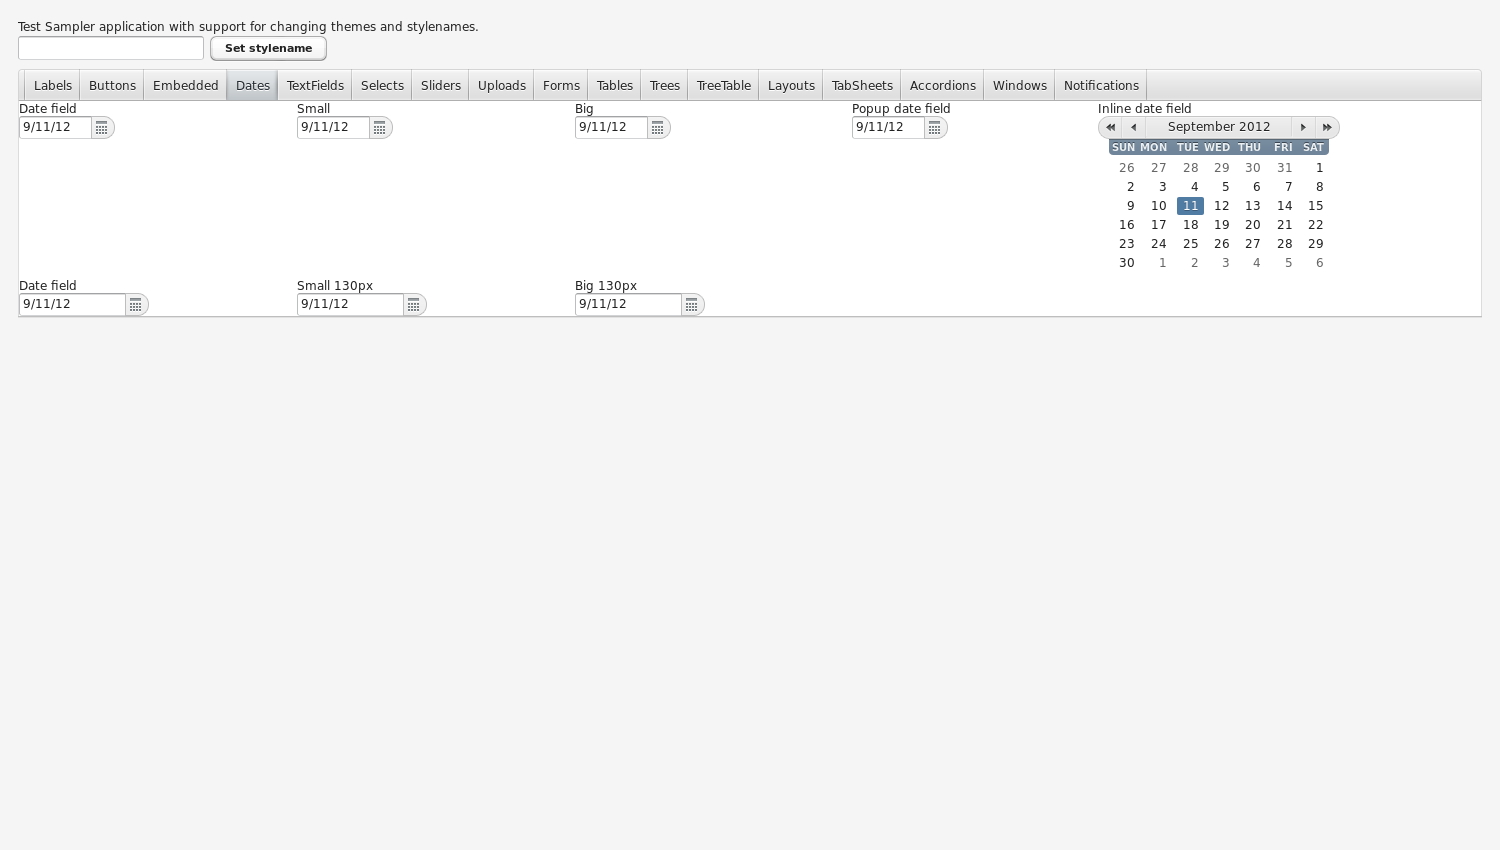 Test Sampler application with support for changing themes and stylenames.
Set stylename
Labels Buttons Embedded Dates TextFields Selects Sliders Uploads Forms Tables Trees TreeTable Layouts TabSheets Accordions Windows Notifications
Date field Small Big Popup date field Inline date field
9/11/12 9/11/12 9/11/12 9/11/12 September 2012
SUN MON TUE WED THU FRI SAT
26 27 28 29 30 31 1
2 3 4 5 6 7 8
9 10 11 12 13 14 15
16 17 18 19 20 21 22
23 24 25 26 27 28 29
30 1 2 3 4 5 6
Date field Small 130px Big 130px
9/11/12 9/11/12 9/11/12